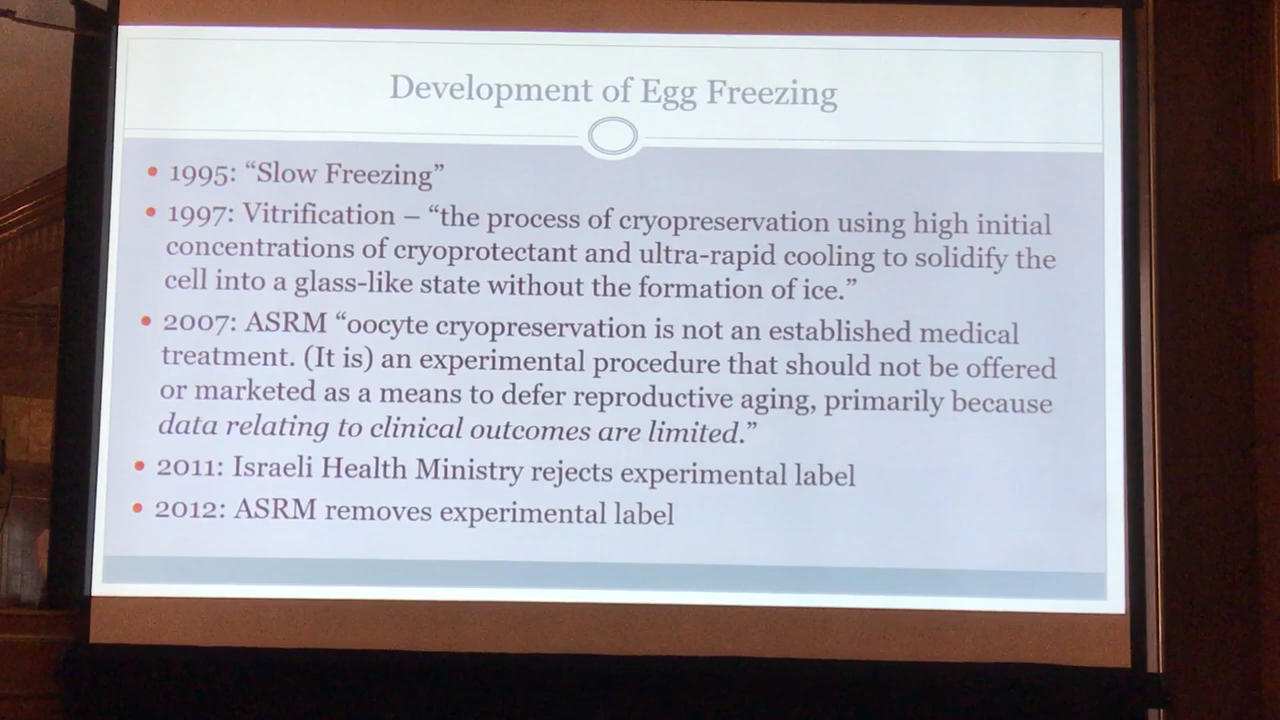 Development of Egg Freezing
• 1995: “Slow Freezing”
• 1997: Vitrification – “the process of cryopreservation using high initial
concentrations of cryoprotectant and ultra-rapid cooling to solidify the
cell into a glass-like state without the formation of ice.”
• 2007: ASRM “oocyte cryopreservation is not an established medical
treatment. (It is) an experimental procedure that should not be offered
or marketed as a means to defer reproductive aging, primarily because
data relating to clinical outcomes are limited.”
• 2011: Israeli Health Ministry rejects experimental label
• 2012: ASRM removes experimental label